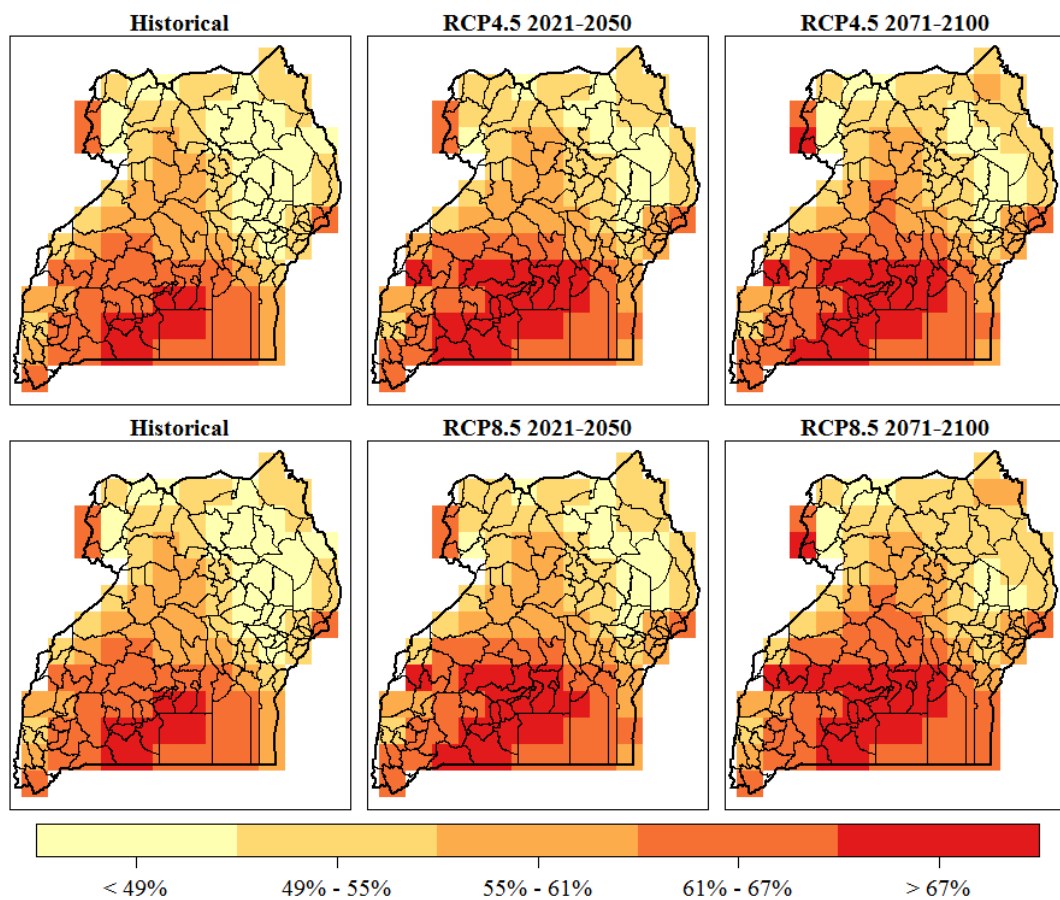 Historical
RCP4.5 2021-2050
RCP4.5 2071-2100
Historical
RCP8.5 2021-2050
RCP8.5 2071-2100
< 49%
49% - 55%
55% - 61%
61% - 67%
> 67%